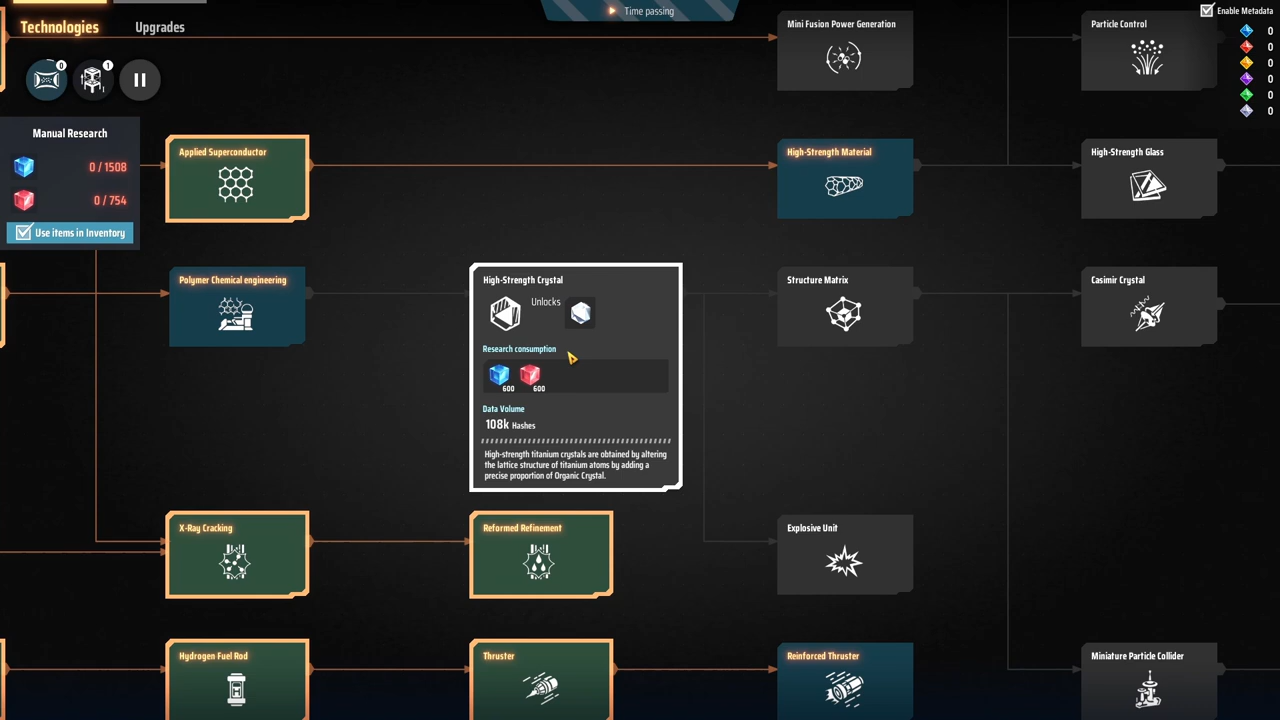 Technologies
Upgrades
Time passing
Enable Metadata
0
0
0
0
0
0
0
1
Manual Research
0 / 1508
0 / 754
Use items in Inventory
Mini Fusion Power Generation
Particle Control
Applied Superconductor
High-Strength Material
High-Strength Glass
Polymer Chemical engineering
High-Strength Crystal
Unlocks
Research consumption
600
600
Data Volume
108k Hashes
High-strength titanium crystals are obtained by altering
the lattice structure of titanium atoms by adding a
precise proportion of Organic Crystal.
Structure Matrix
Casimir Crystal
X-Ray Cracking
Reformed Refinement
Explosive Unit
Hydrogen Fuel Rod
Thruster
Reinforced Thruster
Miniature Particle Collider